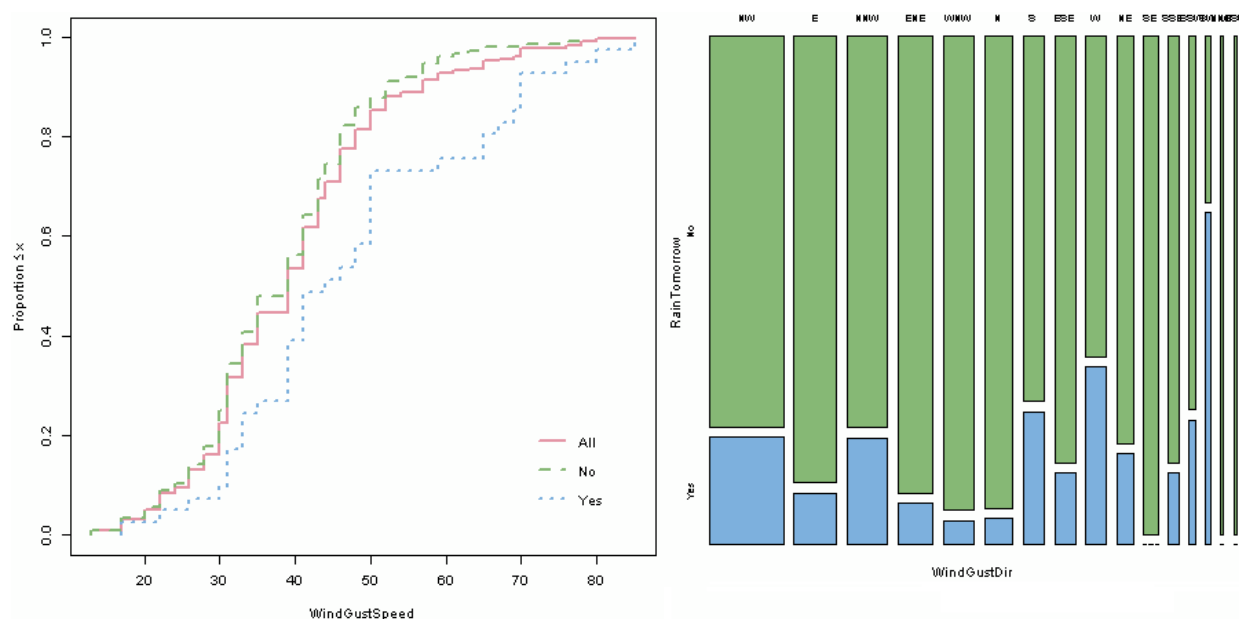 Proportion ≤ x
1.0
0.8
0.6
0.4
0.2
0.0
All
No
Yes
20 30 40 50 60 70 80
WindGustSpeed
NW E NNW ENE WNW N S ESE W NE SE SSE
RainTomorrow
No
Yes
WindGustDir